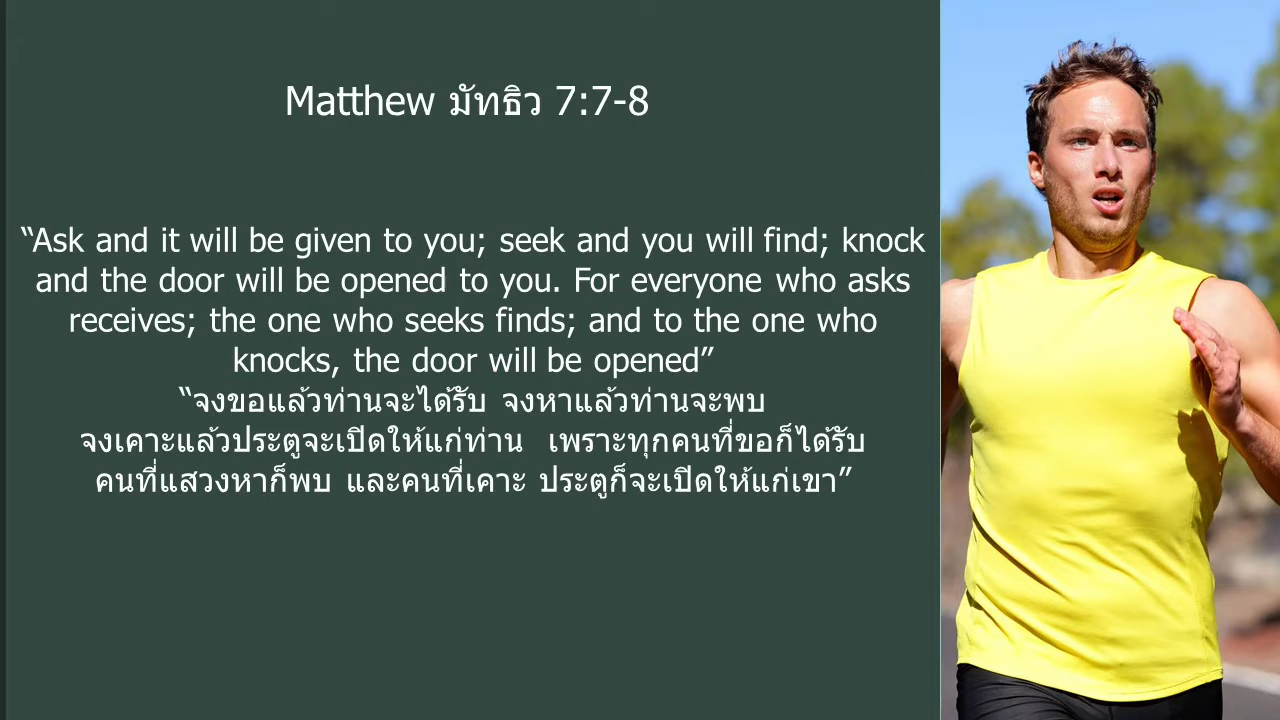 Matthew มัทธิว 7:7-8
“Ask and it will be given to you; seek and you will find; knock
and the door will be opened to you. For everyone who asks
receives; the one who seeks finds; and to the one who
knocks, the door will be opened”
“จงขอแล้วท่านจะได้รับ จงหาแล้วท่านจะพบ
จงเคาะแล้วประตูจะเปิดให้แก่ท่าน เพราะทุกคนที่ขอก็ได้รับ
คนที่แสวงหาก็พบ และคนที่เคาะ ประตูก็จะเปิดให้แก่เขา”